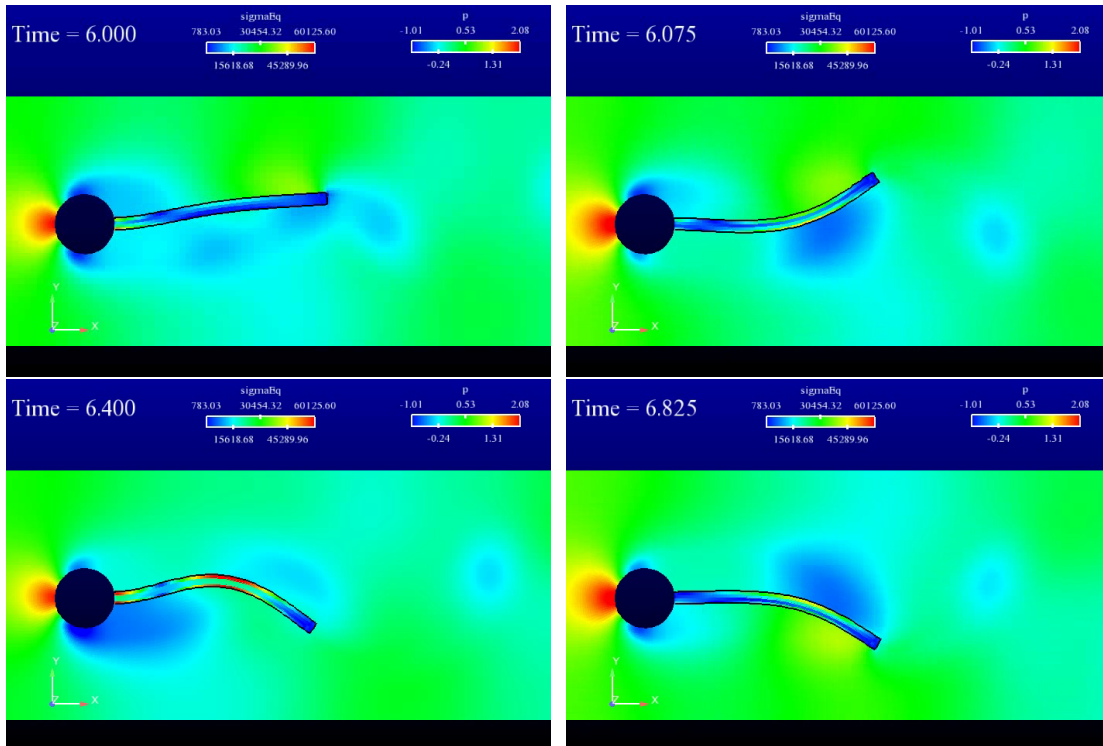 sigmaEq p
Time = 6.000 783.03 30454.32 60125.60 -1.01 0.53 2.08
15618.68 45289.96 -0.24 1.31
Y
Z X
sigmaEq p
Time = 6.075 783.03 30454.32 60125.60 -1.01 0.53 2.08
15618.68 45289.96 -0.24 1.31
Y
Z X
sigmaEq p
Time = 6.400 783.03 30454.32 60125.60 -1.01 0.53 2.08
15618.68 45289.96 -0.24 1.31
Y
Z X
sigmaEq p
Time = 6.825 783.03 30454.32 60125.60 -1.01 0.53 2.08
15618.68 45289.96 -0.24 1.31
Y
Z X